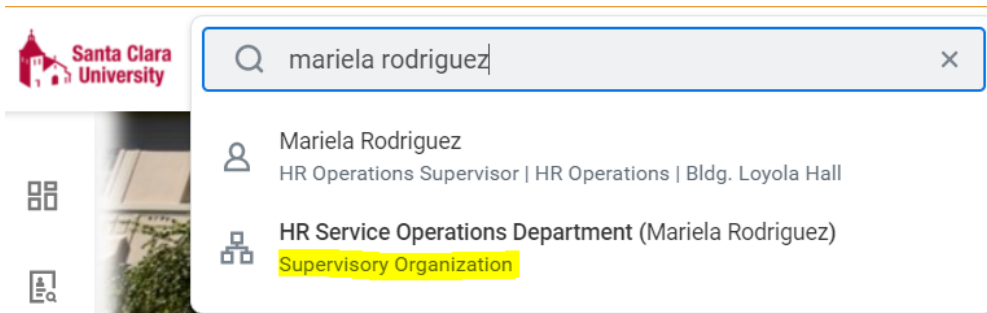 Santa Clara
University
mariela rodriguez
Mariela Rodriguez
HR Operations Supervisor | HR Operations | Bldg. Loyola Hall
HR Service Operations Department (Mariela Rodriguez)
Supervisory Organization